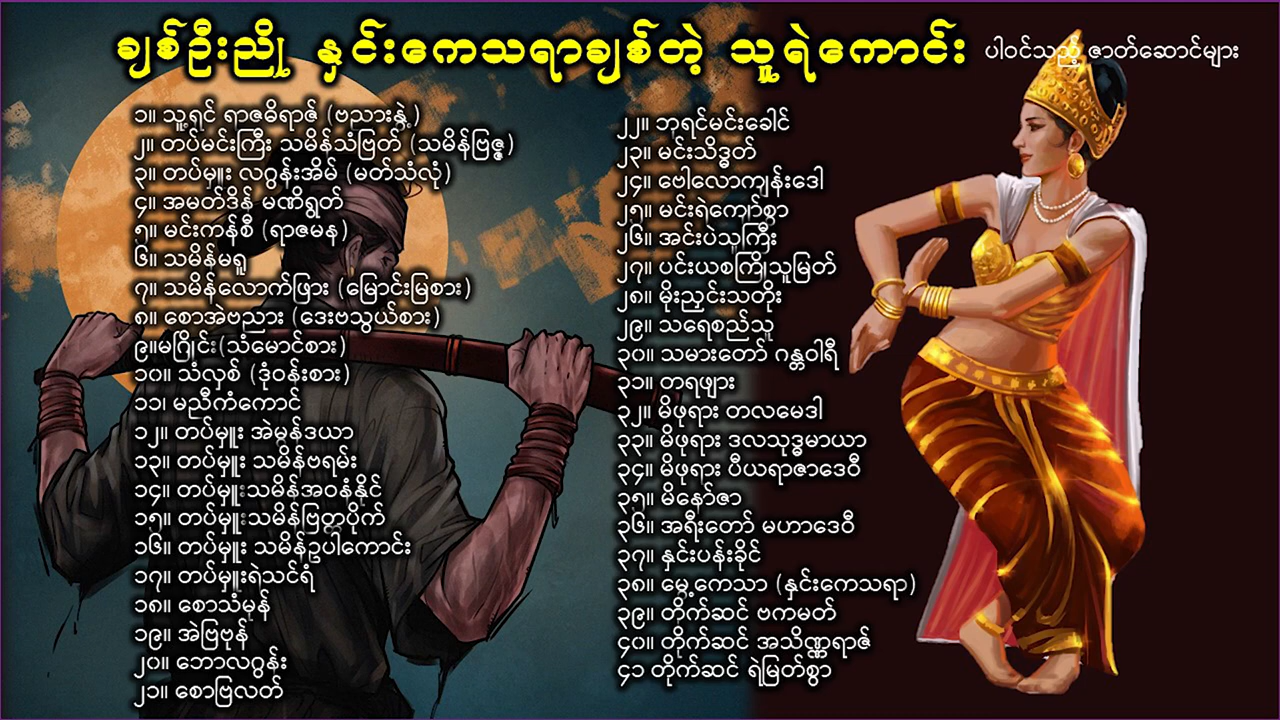 ချစ်ဦးညို နှင်းကေသရာချစ်တဲ့ သူရဲကောင်း ပါဝင်သည့် ဇာတ်ဆောင်များ
၁။ သူ့ရင် ရာဇဓိရာဇ် (ဗညားနွဲ့)
၂။ တပ်မင်းကြီး သမိန်သံဗြတ် (သမိန်ဗြဇ္ဇ)
၃။ တပ်မှူး လဂွန်းအိမ် (မတ်သံလုံ)
၄။ အမတ်ဒိန် မဏိရွတ်
၅။ မင်းကန်စီ (ရာဇမန)
၆။ သမိန်မရူ
၇။ သမိန်လောက်ဖြား (မြောင်းမြစား)
၈။ စောအဲဗညား (ဒေးဗသွယ်စား)
၉။မဂြိုင်း(သံမောင်စား)
၁၀။ သံလှစ် (ဒုံဝန်းစား)
၁၁၊ မညီကံကောင်
၁၂။ တပ်မှူး အဲမွန်ဒယာ
၁၃။ တပ်မှူး သမိန်ဗရမ်း
၁၄။ တပ်မှူးသမိန်အဝနံနိုင်
၁၅။ တပ်မှူးသမိန်ဗြတ္တပိုက်
၁၆။ တပ်မှူး သမိန်ဥပါကောင်း
၁၇။ တပ်မှူးရဲသင်ရံ
၁၈။ စောသံမုန်
၁၉။ အဲဗြဗုန်
၂၀။ ဘောလဂွန်း
၂၁။ စောဗြလတ်
၂၂။ ဘုရင်မင်းခေါင်
၂၃။ မင်းသိဒ္ဓတ်
၂၄။ ဗေါလောကျန်းဒေါ
၂၅။ မင်းရဲကျော်စွာ
၂၆။ အင်းပဲသူကြီး
၂၇။ ပင်းယစကြိုသူမြတ်
၂၈။ မိုးညှင်းသတိုး
၂၉။ သရေစည်သူ
၃၀။ သမားတော် ဂန္တဝါရီ
၃၁။ တရဖျား
၃၂။ မိဖုရား တလမေဒါ
၃၃။ မိဖုရား ဒလသုဒ္ဓမာယာ
၃၄။ မိဖုရား ပီယရာဇာဒေဝီ
၃၅။ မိနော်ဇာ
၃၆။ အရီးတော် မဟာဒေဝီ
၃၇။ နှင်းပန်းခိုင်
၃၈။ မွေ့ကေသာ (နှင်းကေသရာ)
၃၉။ တိုက်ဆင် ဗကမတ်
၄၀။ တိုက်ဆင် အသိဏ္ဏရာဇ်
၄၁ တိုက်ဆင် ရဲမြတ်စွာ